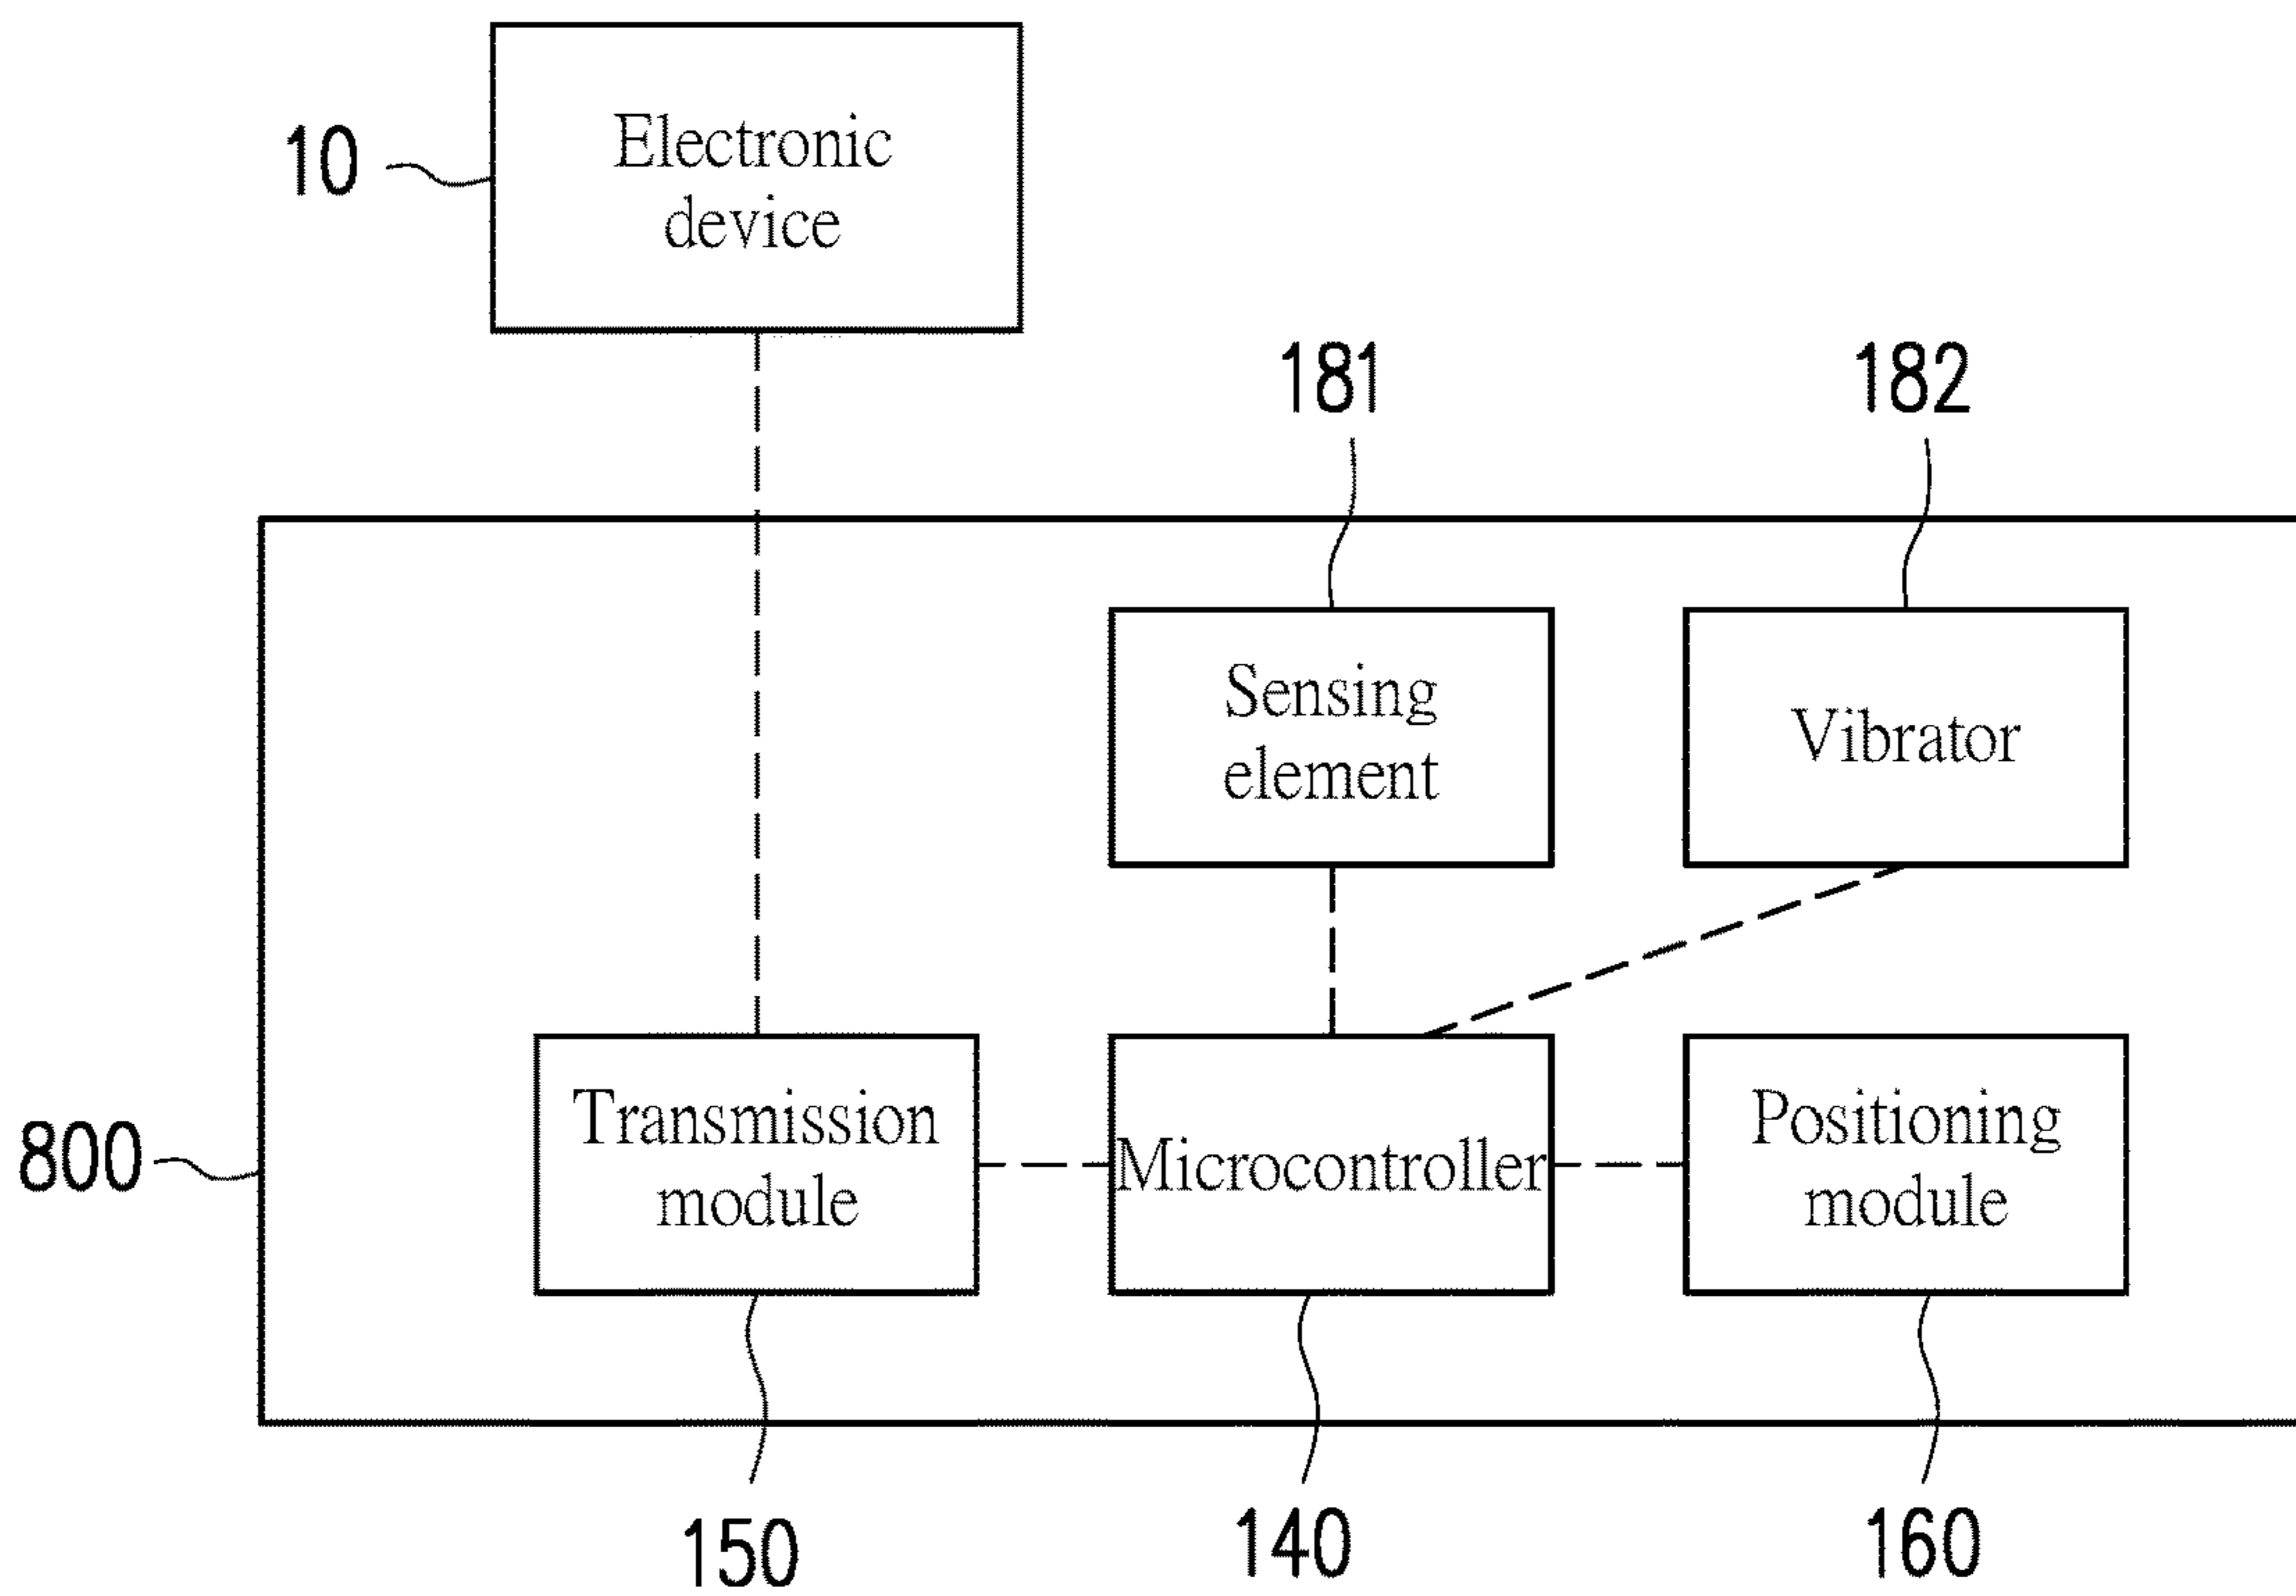 10
Electronic
device
181
182
Sensing
element
Vibrator
800
Transmission
module
Microcontroller
Positioning
module
150
140
160